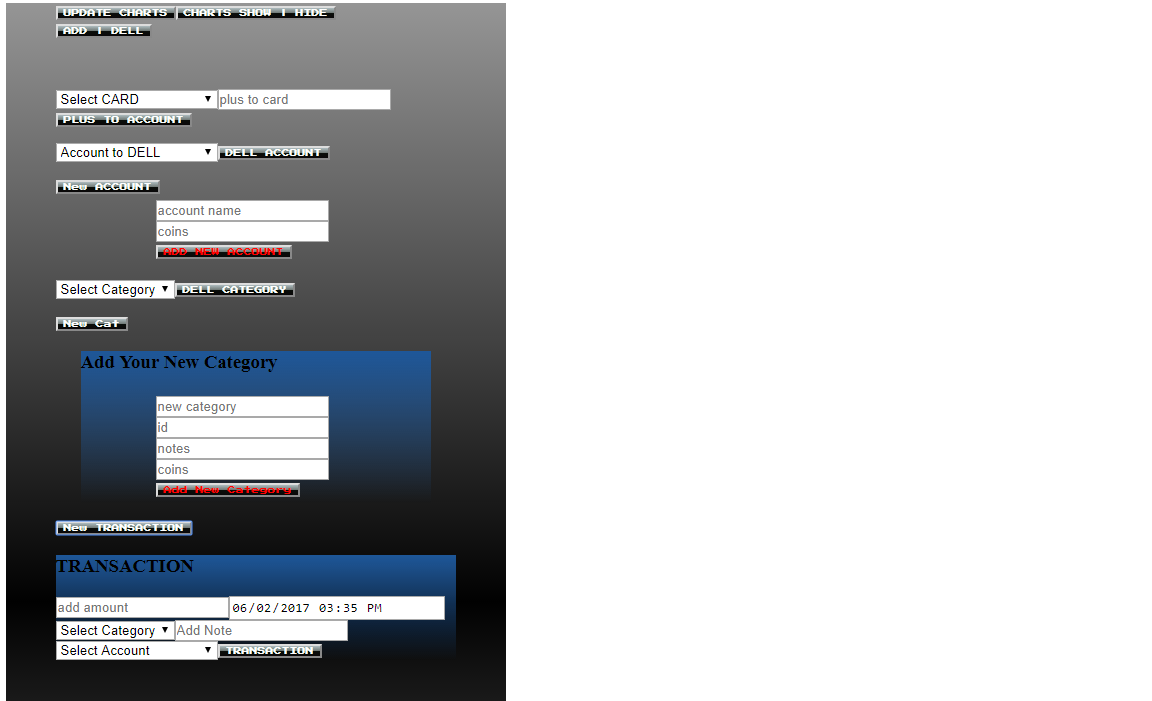 UPDATE CHARTS CHARTS SHOW | HIDE
ADD | DELL
Select CARD plus to card
PLUS TO ACCOUNT
Account to DELL DELL ACCOUNT
New ACCOUNT
account name
coins
ADD NEW ACCOUNT
Select Category DELL CATEGORY
New Cat
Add Your New Category
new category
id
notes
coins
Add New Category
New TRANSACTION
TRANSACTION
add amount 06/02/2017 03:35 PM
Select Category Add Note
Select Account TRANSACTION